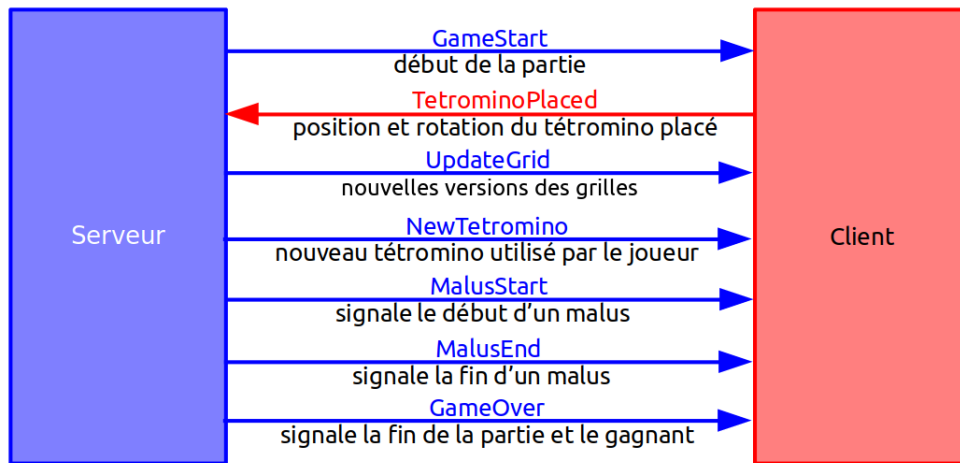 GameStart
début de la partie
TetrominoPlaced
position et rotation du tétromino placé
UpdateGrid
nouvelles versions des grilles
Serveur
NewTetromino
Client
nouveau tétromino utilisé par le joueur
MalusStart
signale le début d'un malus
MalusEnd
signale la fin d'un malus
GameOver
signale la fin de la partie et le gagnant